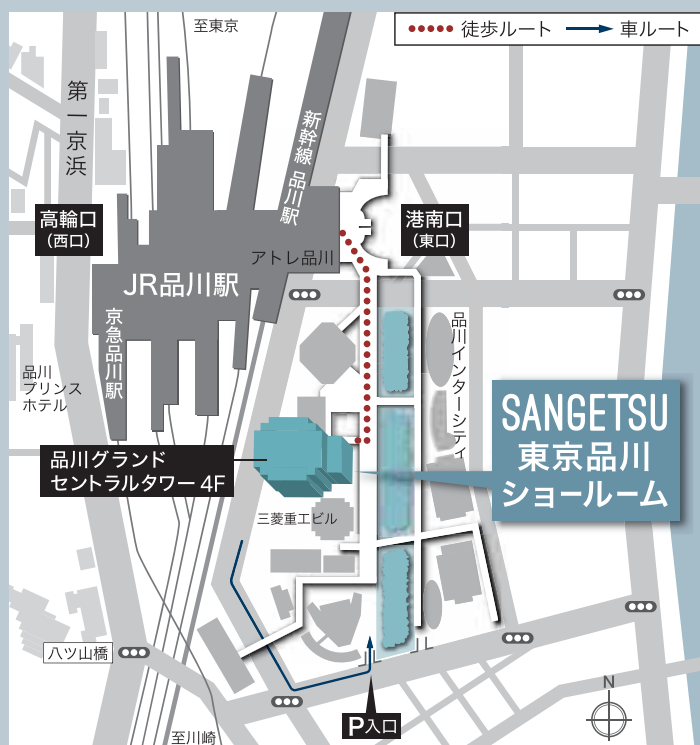 至東京
徒歩ルート
車ルート
第一京浜
新幹線 品川駅
高輪口
(西口)
港南口
(東口)
アトレ品川
JR品川駅
京急品川駅
品川インターシティ
品川
プリンス
ホテル
SANGETSU
東京品川
ショールーム
品川グランド
セントラルタワー 4F
三菱重工ビル
八ツ山橋
N
P入口
至川崎